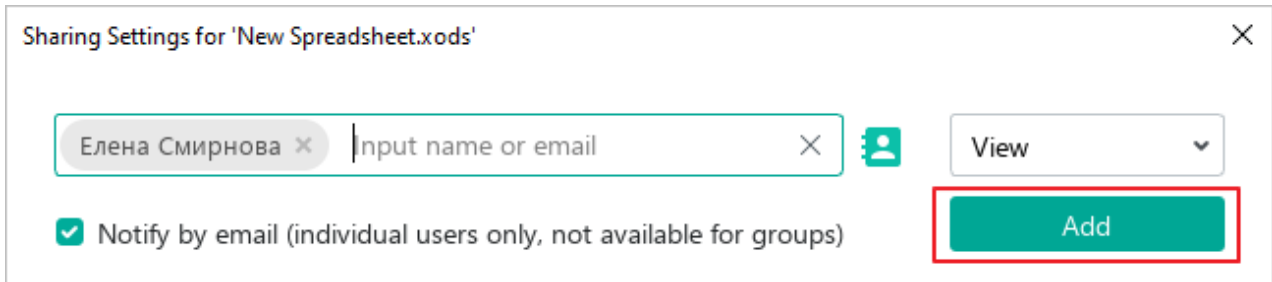 Sharing Settings for 'New Spreadsheet.xods'
Елена Смирнова Input name or email View
Notify by email (individual users only, not available for groups) Add